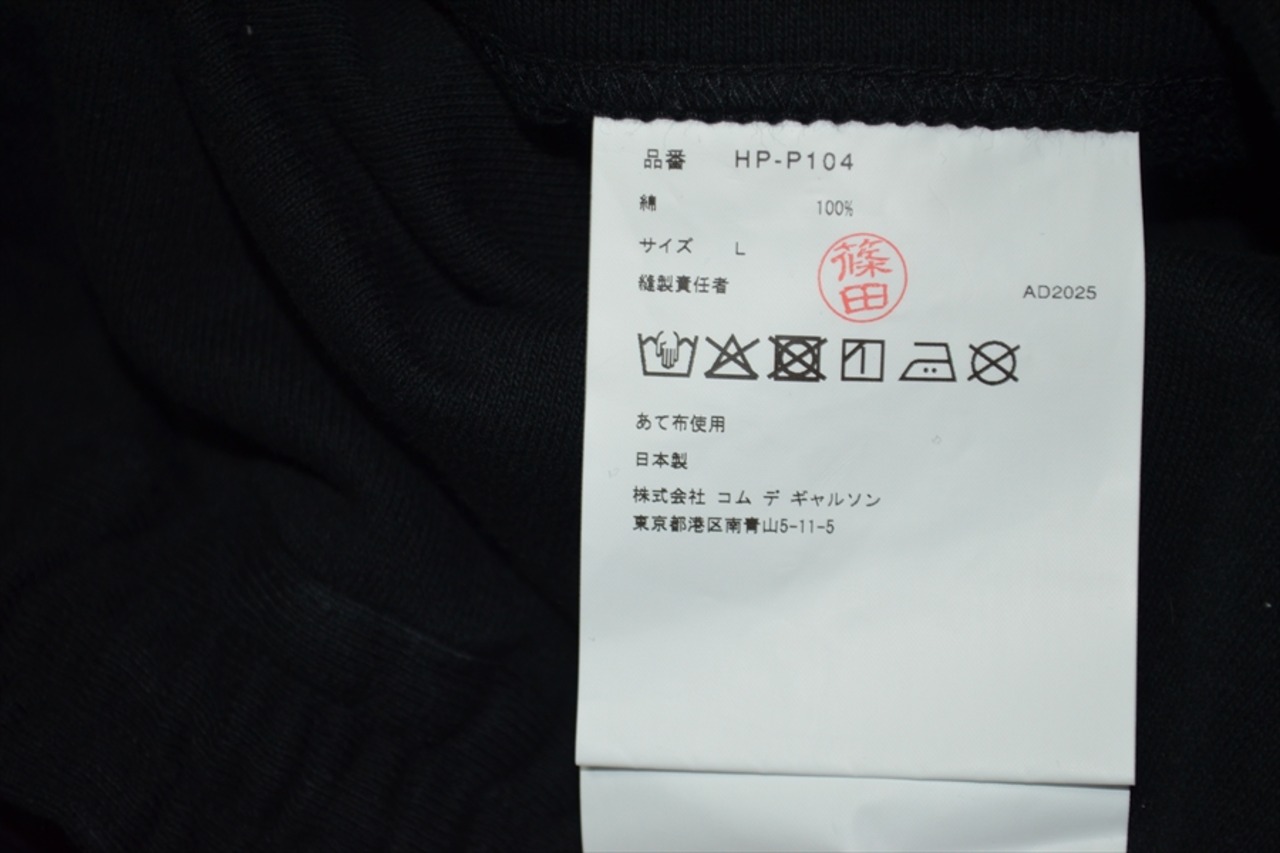 品番 HP-P104
綿 100%
サイズ L
篠田
縫製責任者 AD2025
あて布使用
日本製
株式会社 コム デ ギャルソン
東京都港区南青山5-11-5